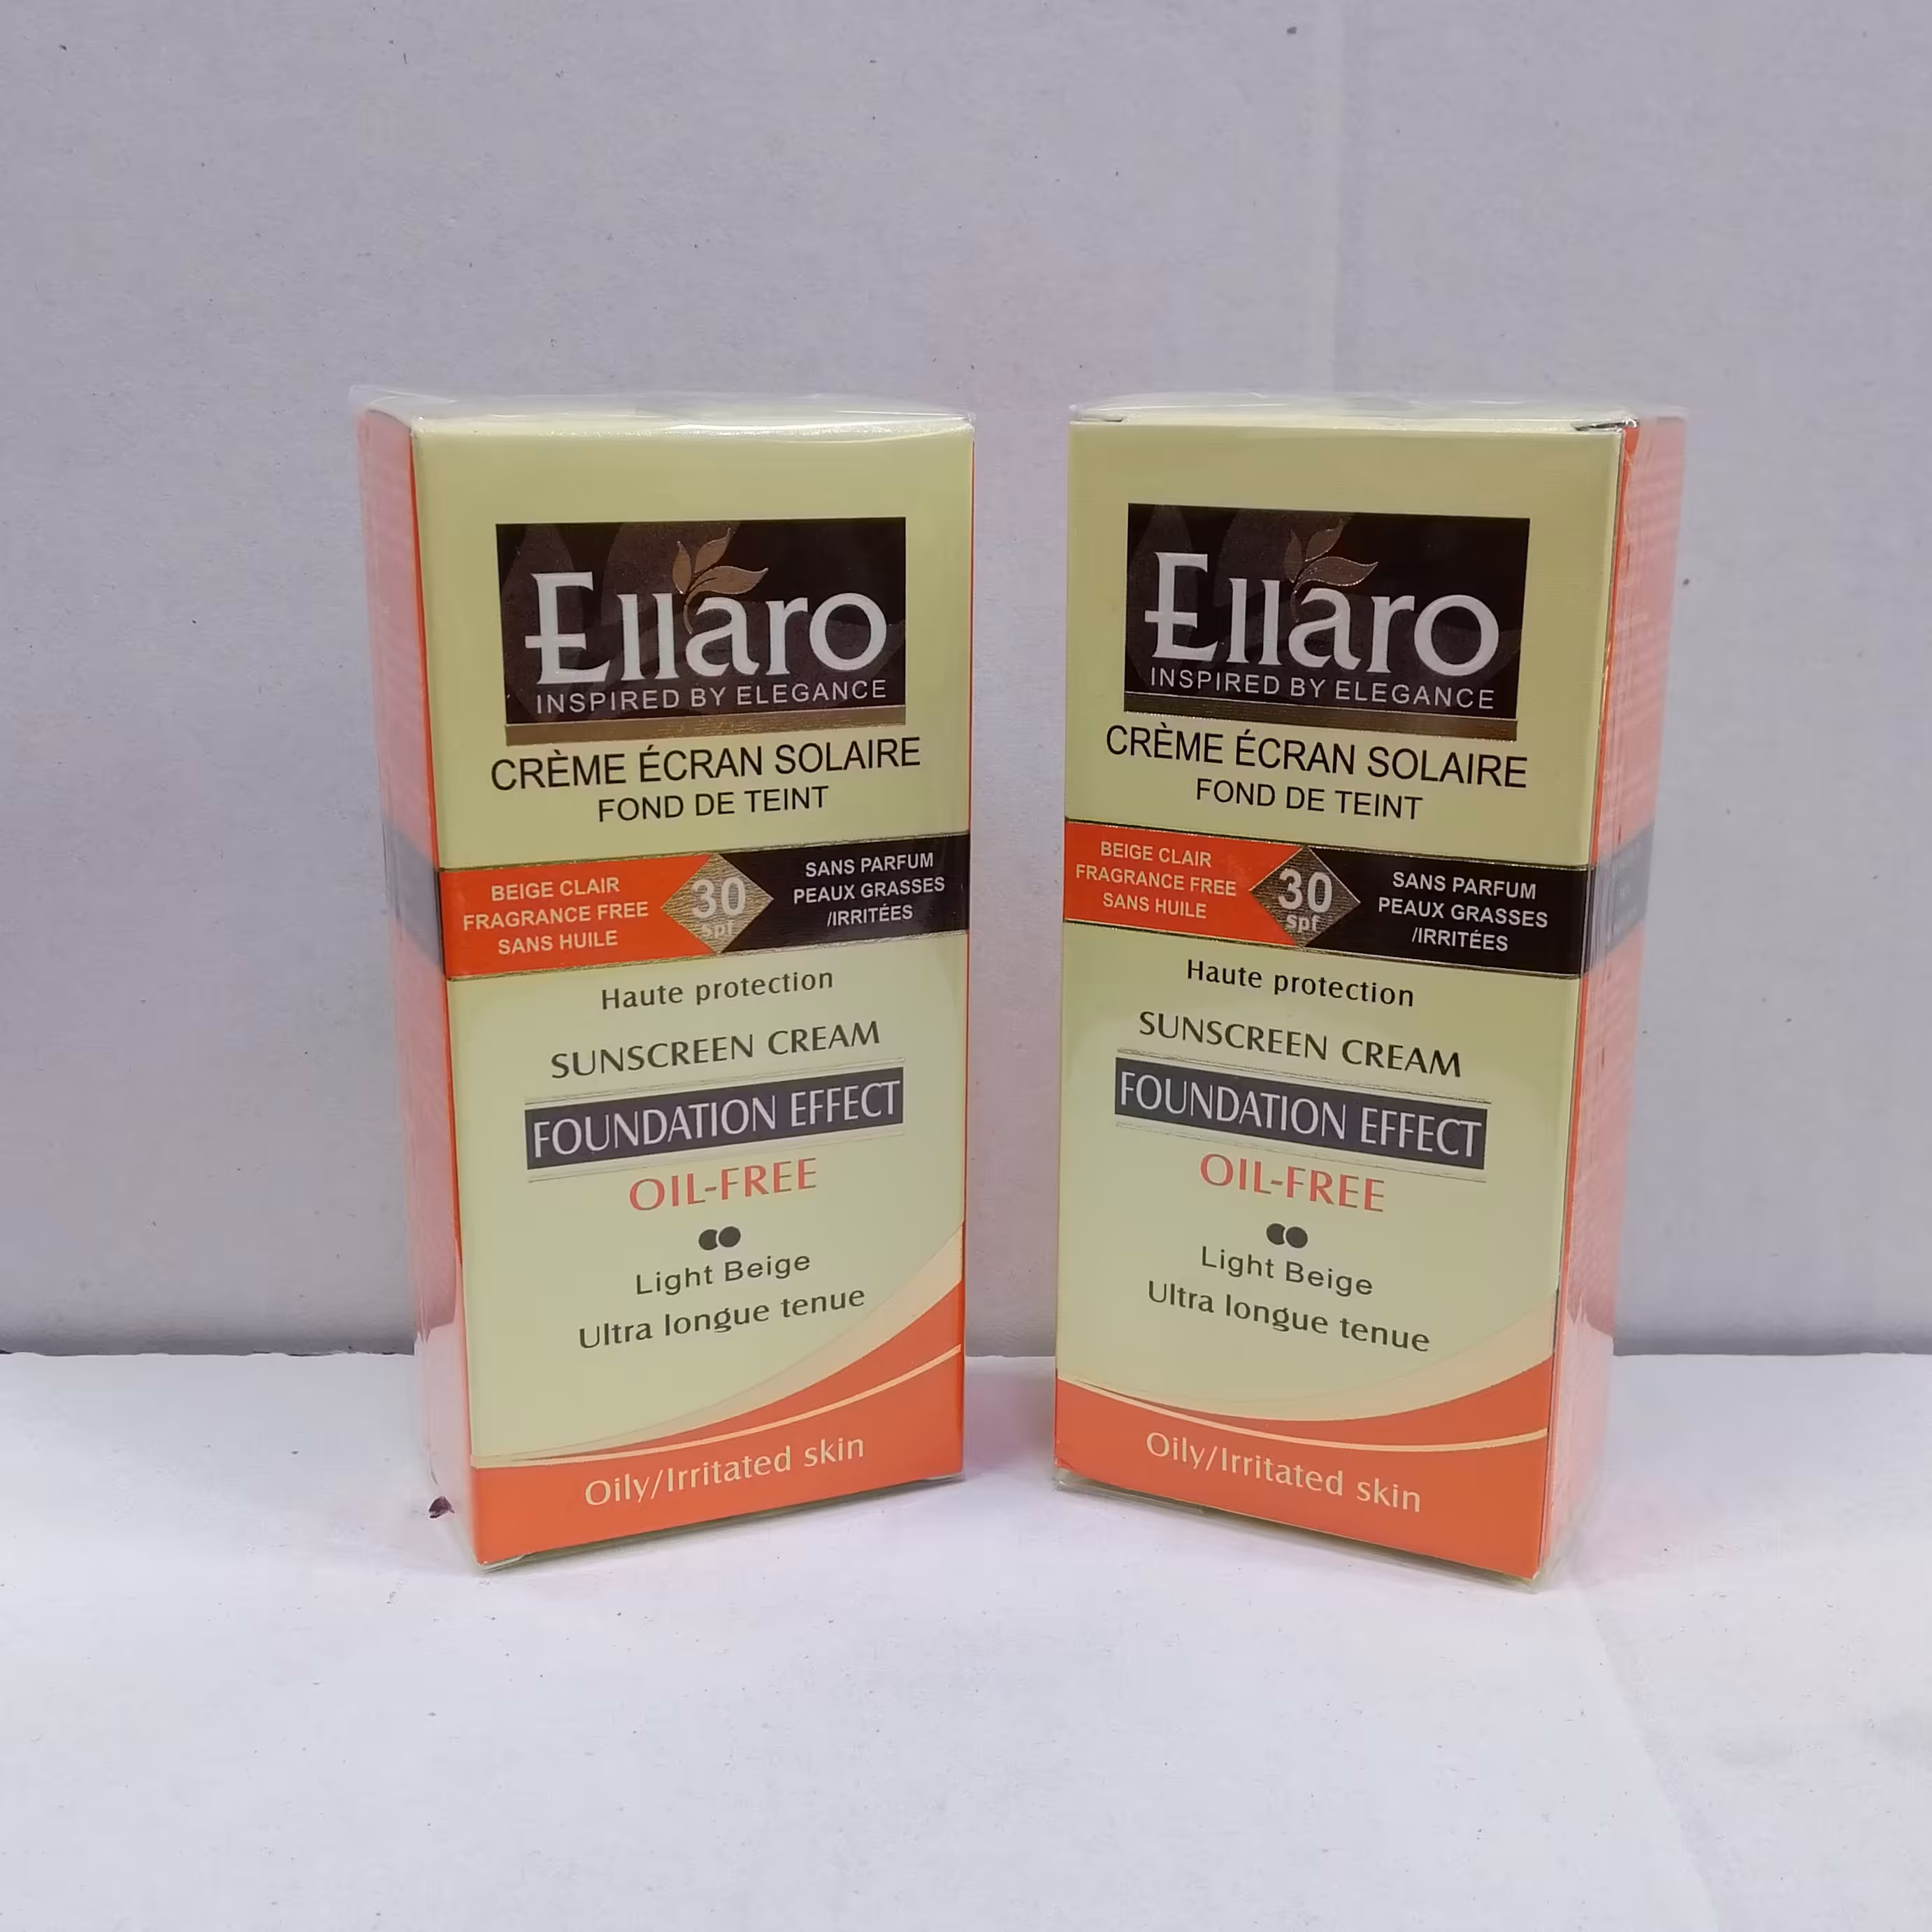 Ellaro
INSPIRED BY ELEGANCE
CRÈME ÉCRAN SOLAIRE
FOND DE TEINT
BEIGE CLAIR
FRAGRANCE FREE
SANS HUILE
30
spf
SANS PARFUM
PEAUX GRASSES
/IRRITÉES
Haute protection
SUNSCREEN CREAM
FOUNDATION EFFECT
OIL-FREE
Light Beige
Ultra longue tenue
Oily/Irritated skin
Ellaro
INSPIRED BY ELEGANCE
CRÈME ÉCRAN SOLAIRE
FOND DE TEINT
BEIGE CLAIR
FRAGRANCE FREE
SANS HUILE
30
spf
SANS PARFUM
PEAUX GRASSES
/IRRITÉES
Haute protection
SUNSCREEN CREAM
FOUNDATION EFFECT
OIL-FREE
Light Beige
Ultra longue tenue
Oily/Irritated skin